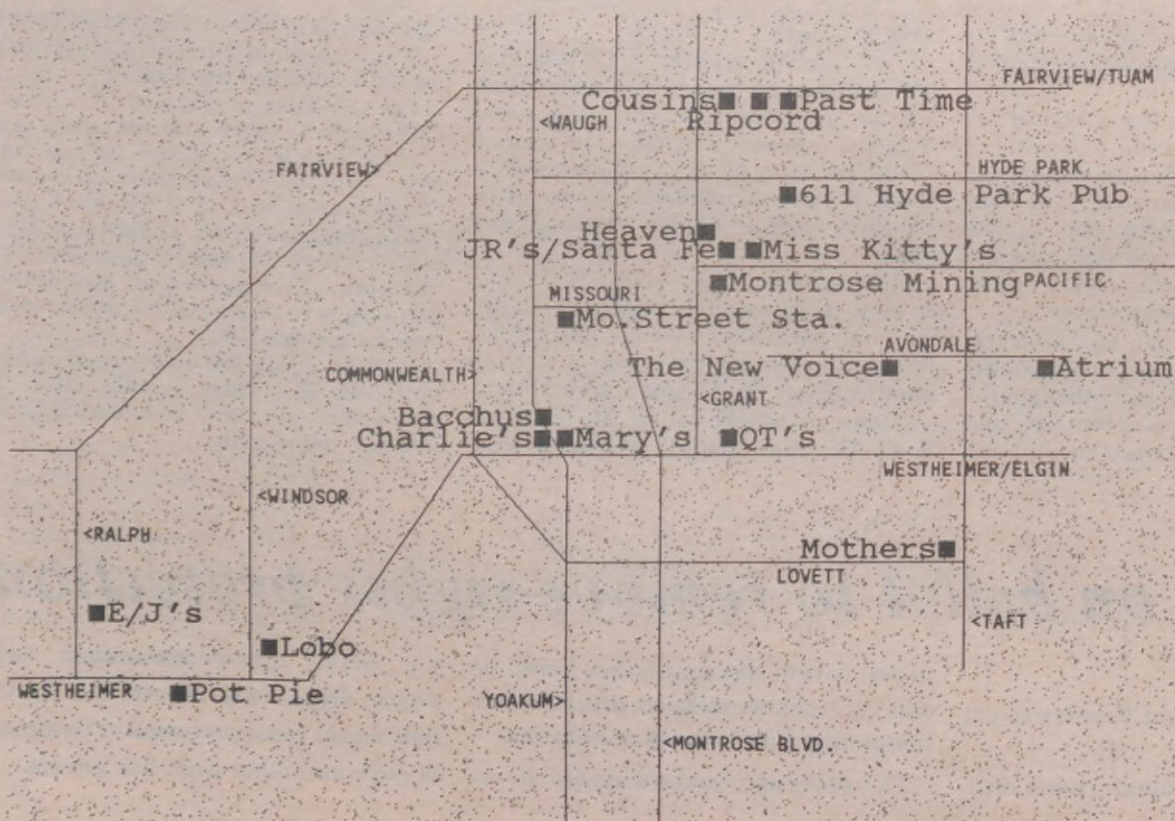 FAIRVIEW/TUAM
Cousins■ ■ ■Past Time
<WAUGH
Ripcord
FAIRVIEW>
HYDE PARK
■611 Hyde Park Pub
Heaven■
JR's/Santa Fe■ ■Miss Kitty's
■Montrose Mining
PACIFIC
MISSOURI
■Mo.Street Sta.
AVONDALE
COMMONWEALTH>
The New Voice■
■Atrium
<GRANT
Bacchus■
Charlie's■ ■Mary's
■QT's
WESTHEIMER/ELGIN
<WINDSOR
<RALPH
Mothers■
LOVETT
■E/J's
<TAFT
■Lobo
WESTHEIMER
■Pot Pie
YOAKUM>
<MONTROSE BLVD.